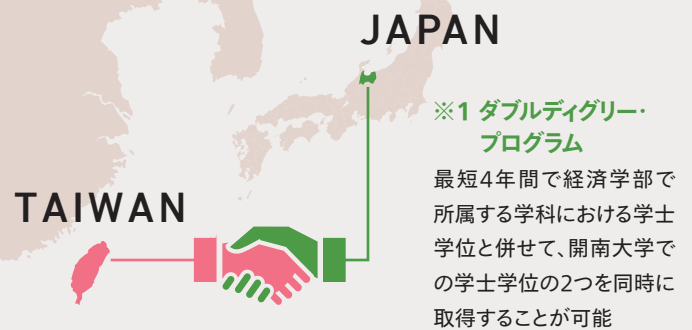 JAPAN
※1 ダブルディグリー・
プログラム
最短4年間で経済学部で
所属する学科における学士
学位と併せて、開南大学で
の学士学位の2つを同時に
取得することが可能
TAIWAN